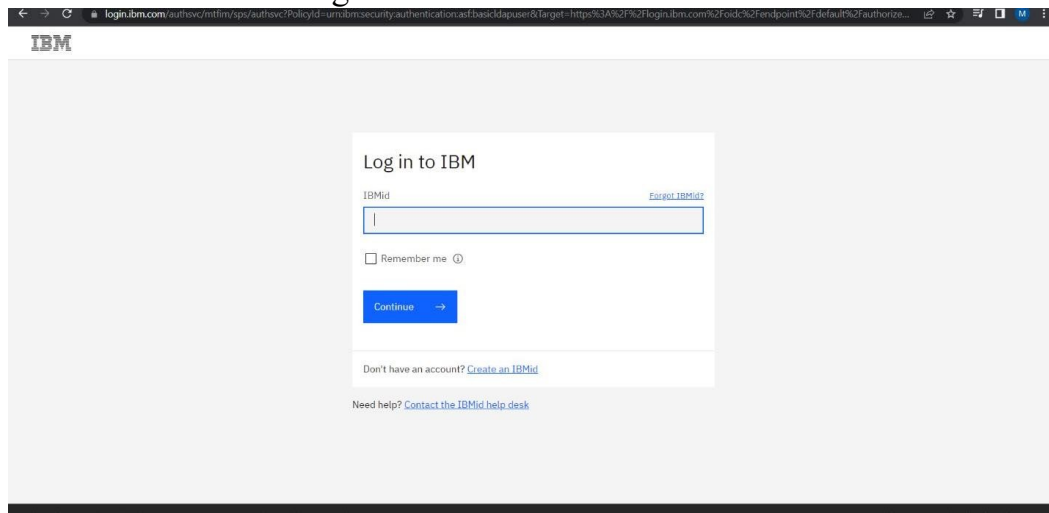 login.ibm.com/authsvc/mtfim/sps/authsvc?PolicyId=urn:ibm:security:authentication:asf:basicldapuser&Target=https%3A%2F%2Flogin.ibm.com%2Foidc%2Fendpoint%2Fdefault%2Fauthorize... M
IBM
Log in to IBM
IBMid Forgot IBMid?
Remember me
Continue →
Don't have an account? Create an IBMid
Need help? Contact the IBMid help desk